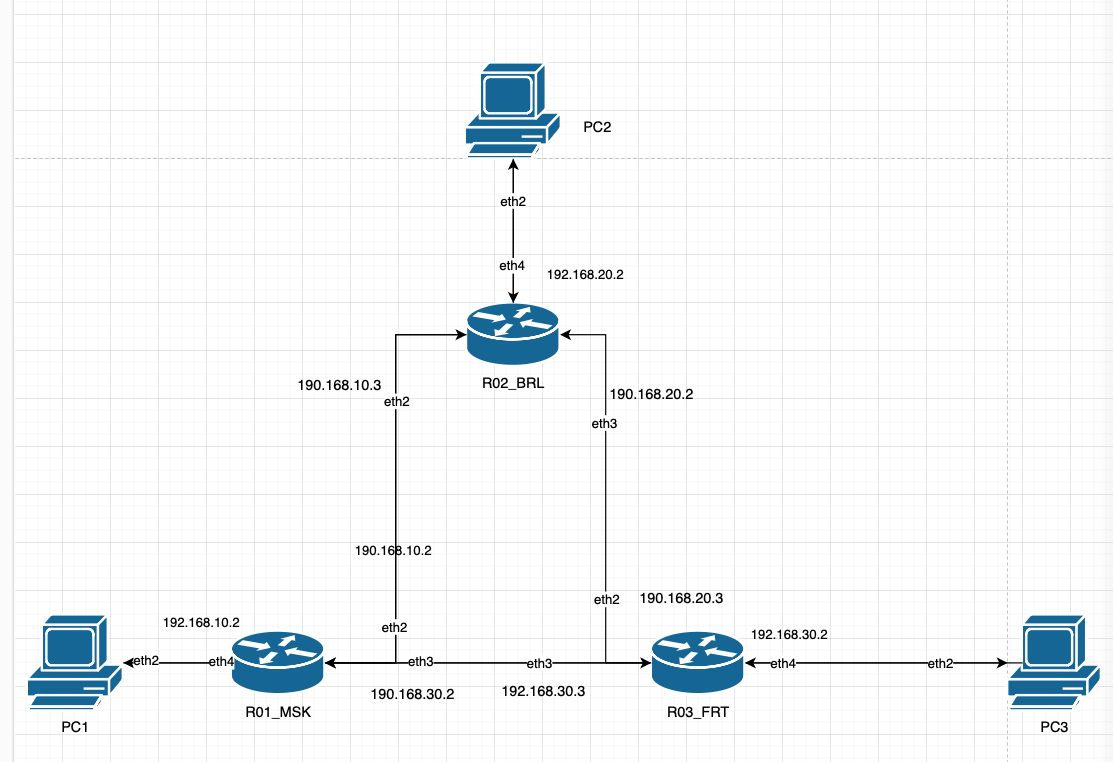 PC2
eth2
eth4
192.168.20.2
R02_BRL
190.168.10.3
eth2
190.168.20.2
eth3
190.168.10.2
eth2
190.168.20.3
192.168.10.2
eth2
192.168.30.2
eth2
eth4
eth3
eth3
eth4
eth2
190.168.30.2
192.168.30.3
R01_MSK
R03_FRT
PC1
PC3